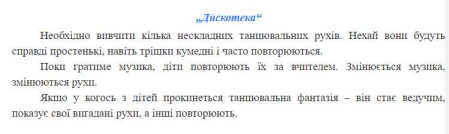 „Дискотека“
Необхідно вивчити кілька нескладних танцювальних рухів. Нехай вони будуть
справді простенькі, навіть трішки кумедні і часто повторюються.
Поки гратиме музика, діти повторюють їх за вчителем. Змінюється музика,
змінюються рухи.
Якщо у когось з дітей прокинеться танцювальна фантазія – він стає ведучим,
показує свої вигадані рухи, а інші повторюють.